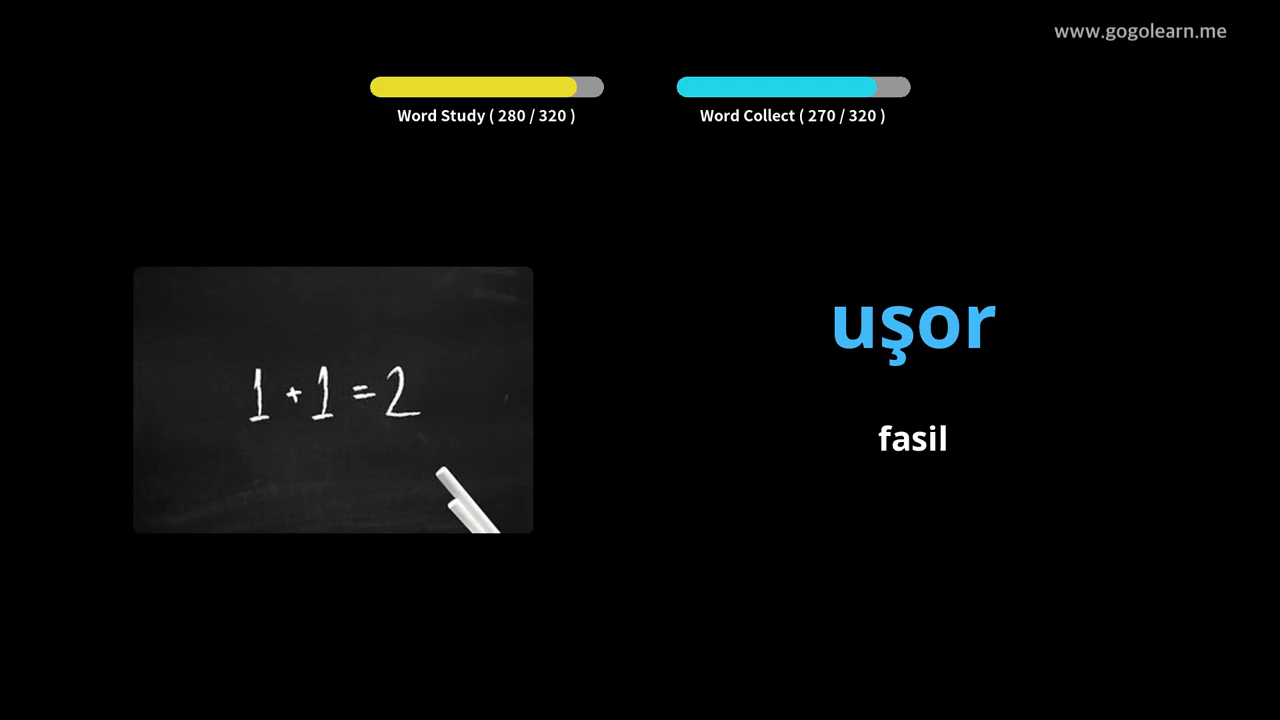 www.gogolearn.me
Word Study ( 280 / 320 )
Word Collect ( 270 / 320 )
1 + 1 = 2
uşor
fasil